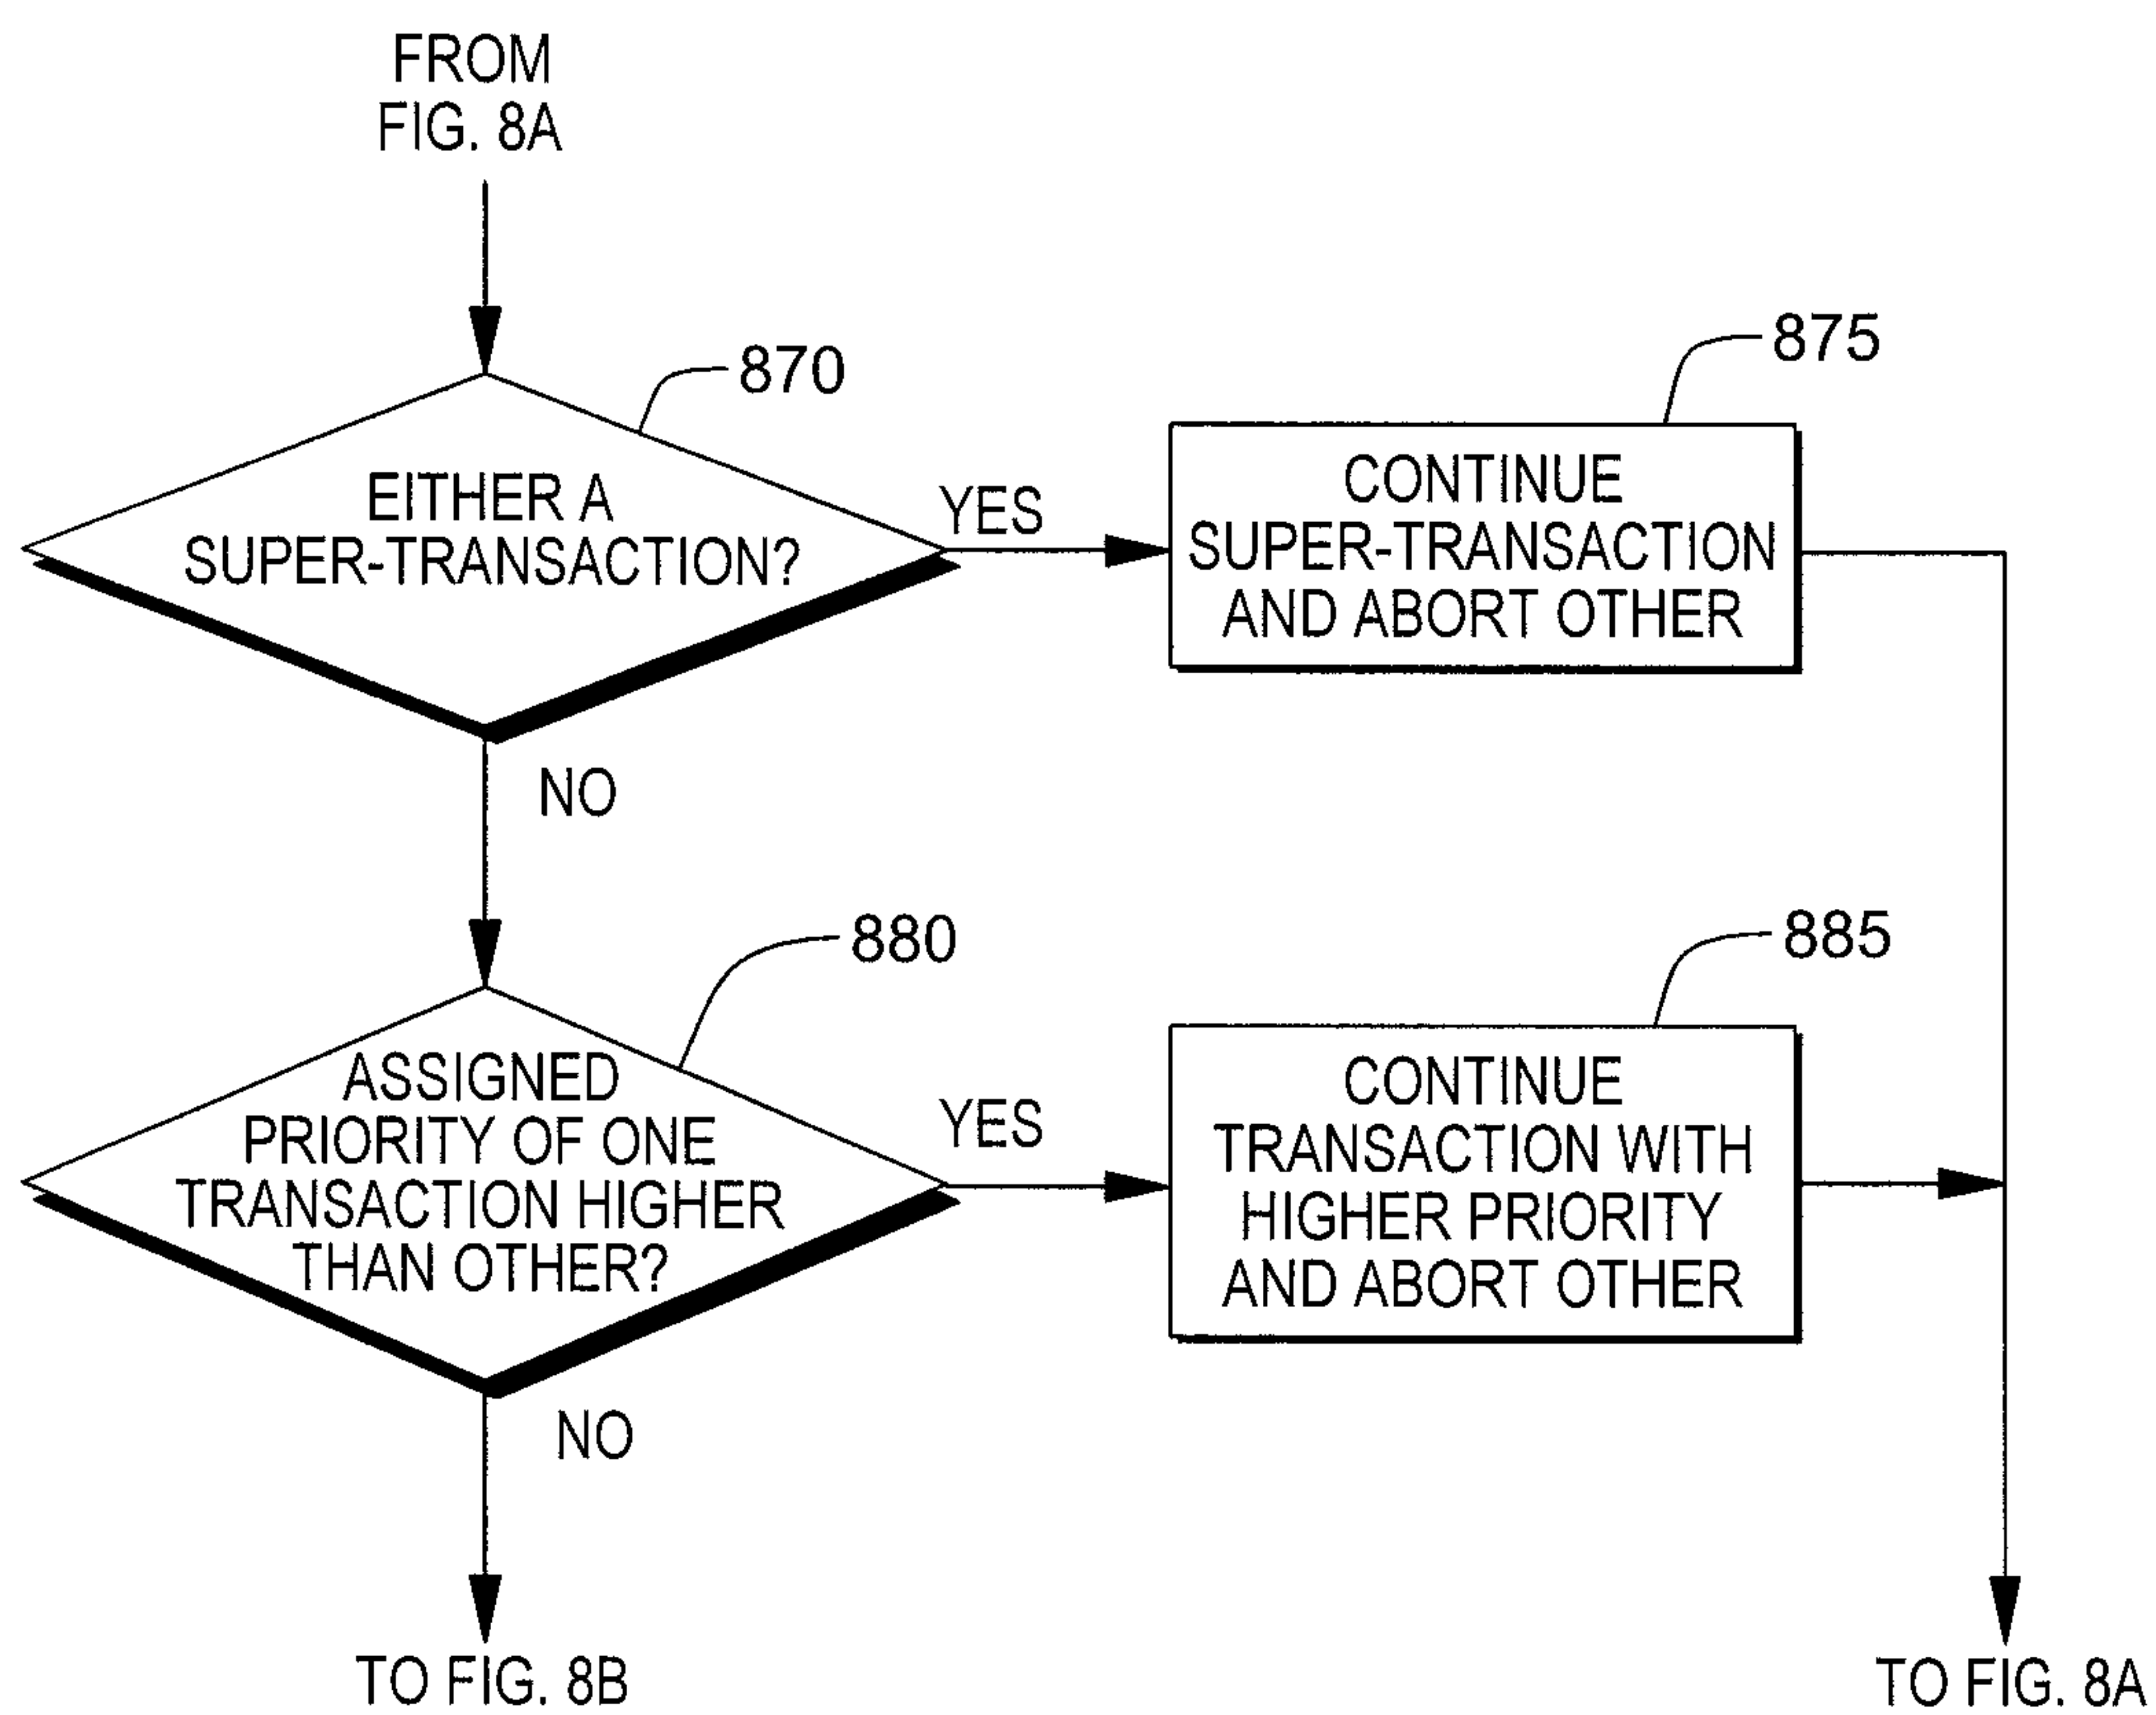 FROM
FIG. 8A
870
875
EITHER A
SUPER-TRANSACTION?
YES
CONTINUE
SUPER-TRANSACTION
AND ABORT OTHER
NO
880
885
ASSIGNED
PRIORITY OF ONE
TRANSACTION HIGHER
THAN OTHER?
YES
CONTINUE
TRANSACTION WITH
HIGHER PRIORITY
AND ABORT OTHER
NO
TO FIG. 8B
TO FIG. 8A